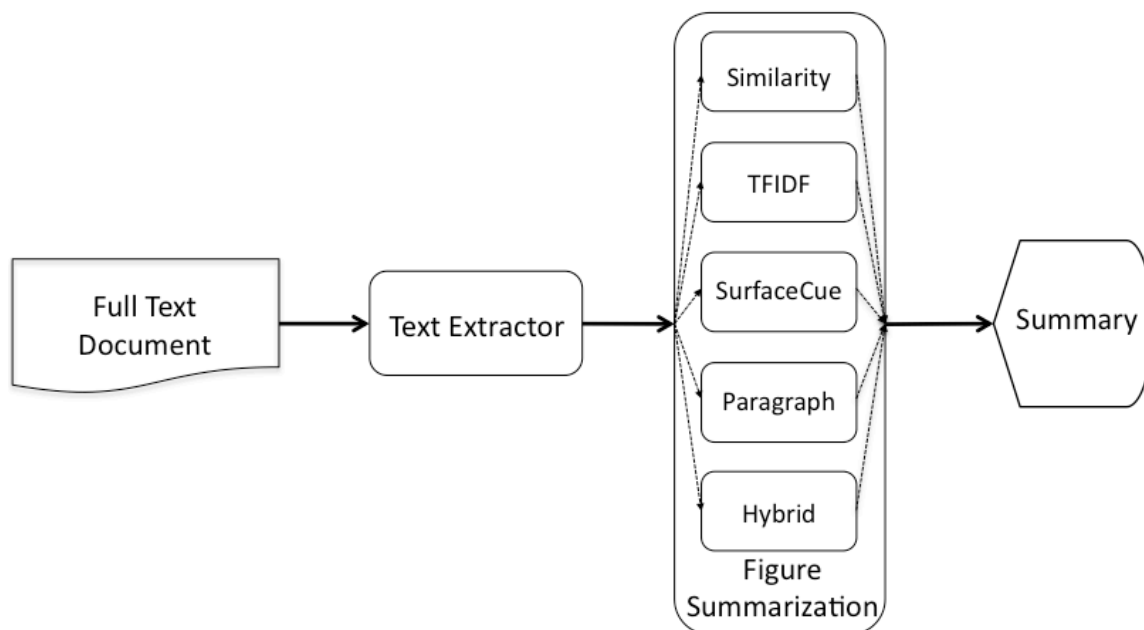 Full Text
Document
Text Extractor
Similarity
TFIDF
SurfaceCue
Paragraph
Hybrid
Figure
Summarization
Summary